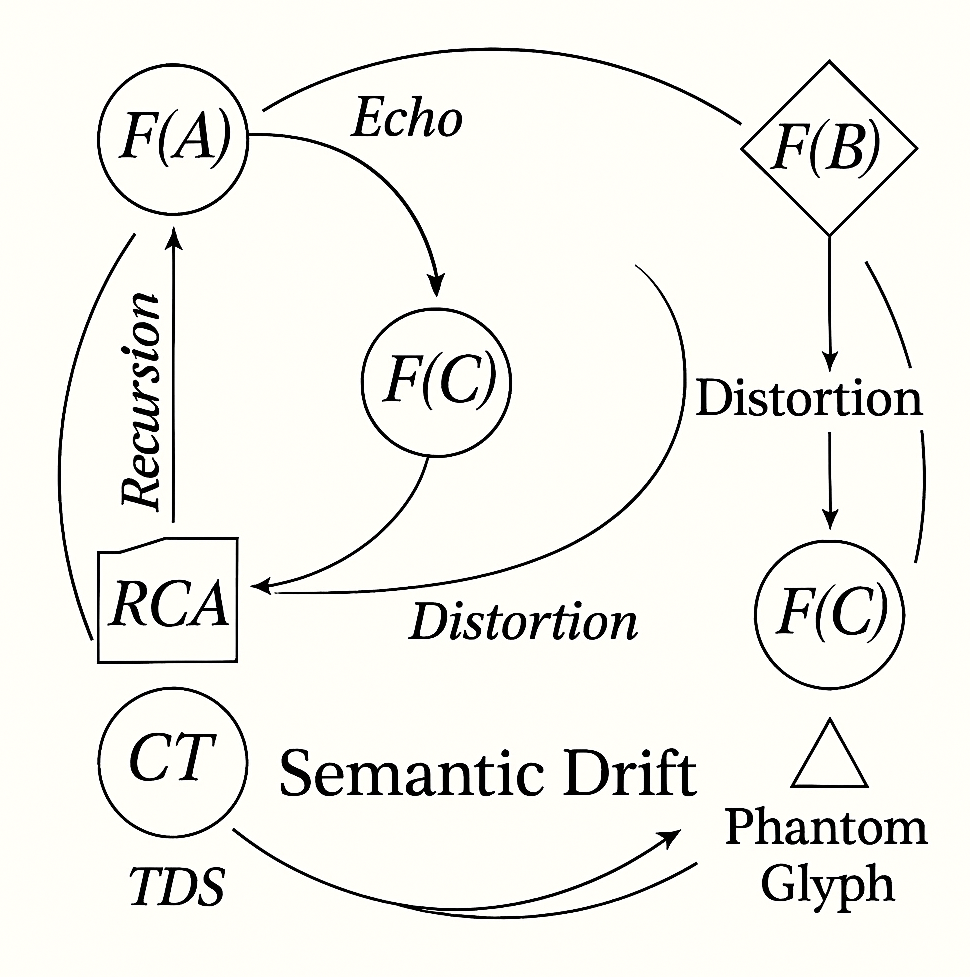 F(A)
Echo
F(B)
Recursion
F(C)
Distortion
RCA
Distortion
F(C)
CT
Semantic Drift
TDS
Phantom
Glyph